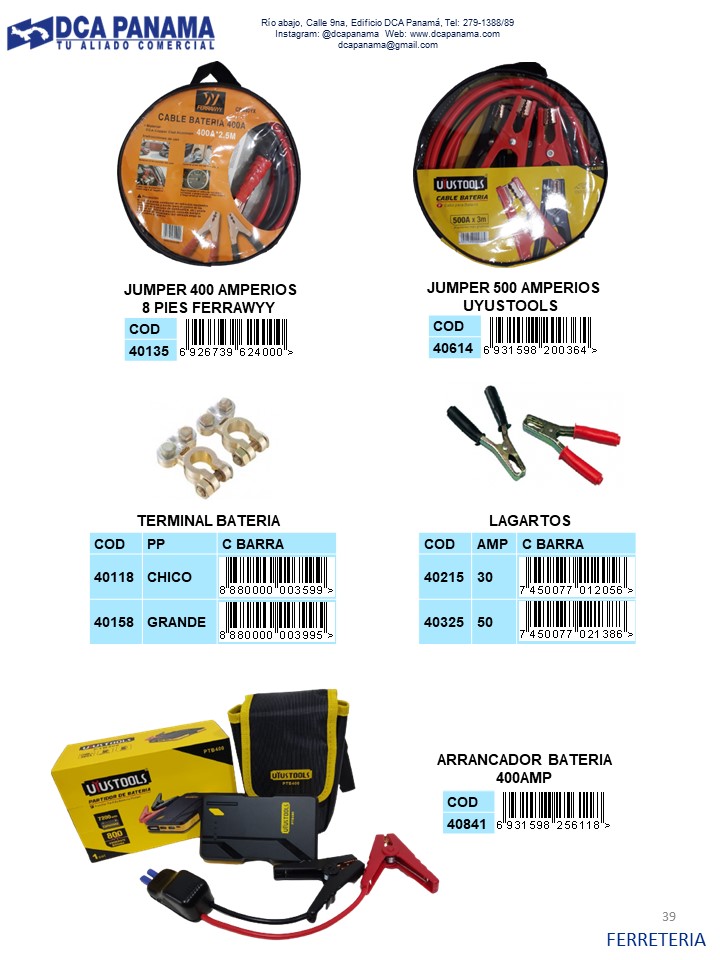 DCA PANAMA
TU ALIADO COMERCIAL
Río abajo, Calle 9na, Edificio DCA Panamá, Tel: 279-1388/89
Instagram: @dcapanama Web: www.dcapanama.com
dcapanama@gmail.com
FERRAWYY
CABLE BATERIA 400A
400A*2.5M
UYUSTOOLS
CABLE BATERIA
500A x 3m
JUMPER 400 AMPERIOS
8 PIES FERRAWYY
COD
40135
6 926739 624000 >
JUMPER 500 AMPERIOS
UYUSTOOLS
COD
40614
6 931598 200364 >
TERMINAL BATERIA
COD PP C BARRA
40118 CHICO 8 880000 003599 >
40158 GRANDE 8 880000 003995 >
LAGARTOS
COD AMP C BARRA
40215 30 7 450077 012056 >
40325 50 7 450077 021386 >
UYUSTOOLS
PTB400
UYUSTOOLS
PARTIDOR DE BATERIA
800
UYUSTOOLS
PTB400
UYUSTOOLS
ARRANCADOR BATERIA
400AMP
COD
40841
6 931598 256118 >
39
FERRETERIA